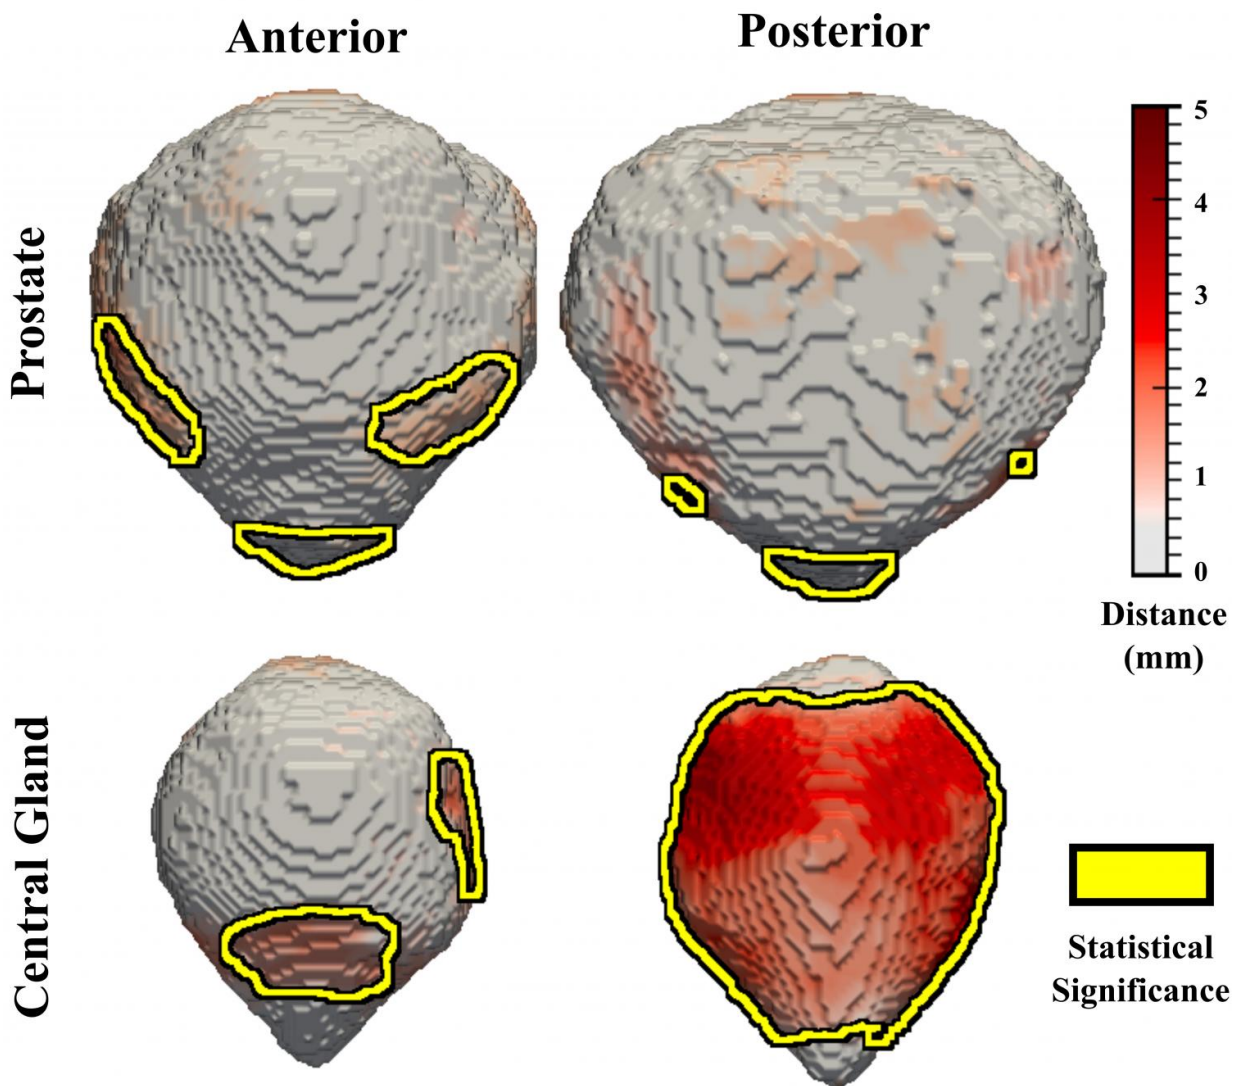 Anterior
Posterior
Prostate
5
4
3
2
1
0
Distance
(mm)
Central Gland
Statistical
Significance